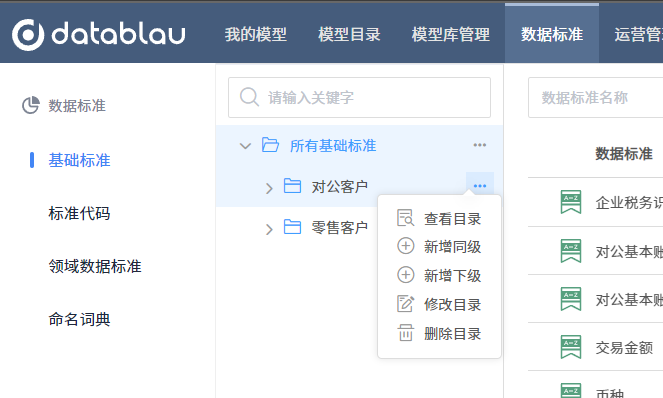 datablau
我的模型 模型目录 模型库管理 数据标准 运营管
数据标准
基础标准
标准代码
领域数据标准
命名词典
请输入关键字
所有基础标准
对公客户
零售客户
查看目录
新增同级
新增下级
修改目录
删除目录
数据标准名称
数据标准
企业税务识
对公基本账
对公基本账
交易金额
币种